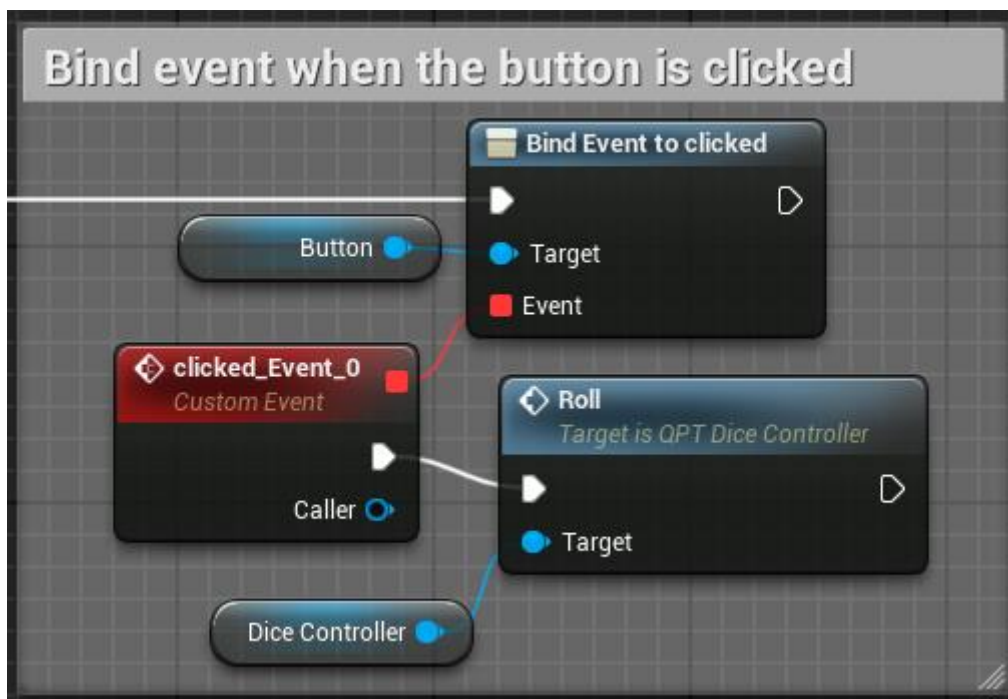 Bind event when the button is clicked
Bind Event to clicked
Button
Target
Event
clicked_Event_0
Custom Event
Caller
Roll
Target is QPT Dice Controller
Target
Dice Controller